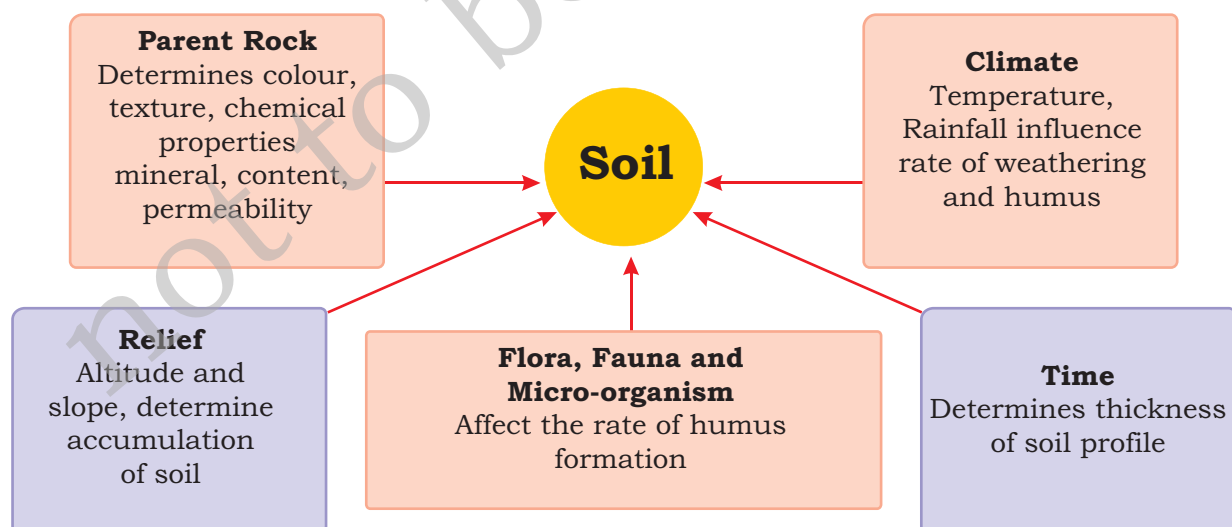 Parent Rock
Determines colour,
texture, chemical
properties
mineral, content,
permeability
Climate
Temperature,
Rainfall influence
rate of weathering
and humus
Soil
Relief
Altitude and
slope, determine
accumulation
of soil
Flora, Fauna and
Micro-organism
Affect the rate of humus
formation
Time
Determines thickness
of soil profile
not to b